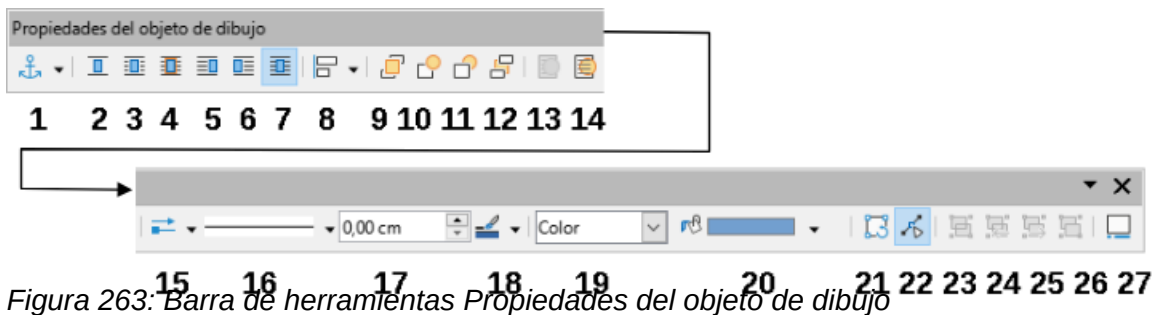 Propiedades del objeto de dibujo
1 2 3 4 5 6 7 8 9 10 11 12 13 14
0,00 cm Color
15 16 17 18 19 20 21 22 23 24 25 26 27
Figura 263: Barra de herramientas Propiedades del objeto de dibujo